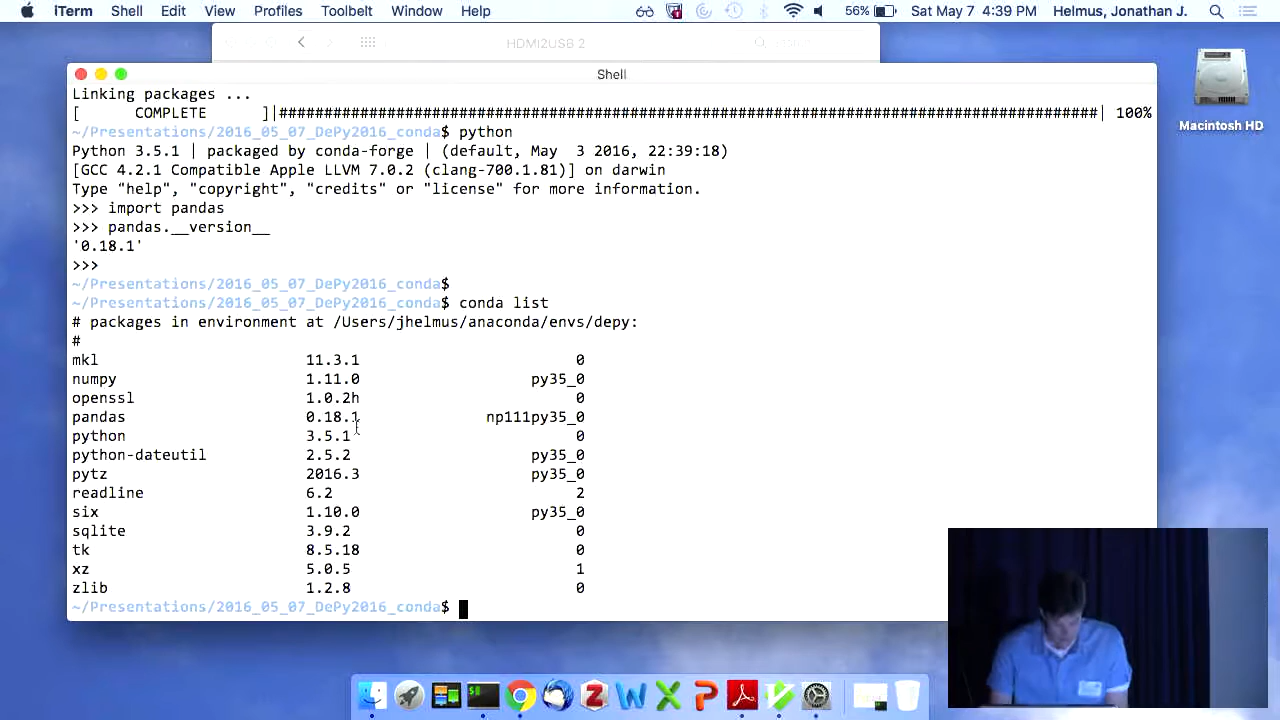 iTerm Shell Edit View Profiles Toolbelt Window Help 56% Sat May 7 4:39 PM Helmus, Jonathan J.
HDMI2USB 2
Shell
Macintosh HD
Linking packages ...
[      COMPLETE      ]|###########################################################################################| 100%
~/Presentations/2016_05_07_DePy2016_conda$ python
Python 3.5.1 | packaged by conda-forge | (default, May  3 2016, 22:39:18)
[GCC 4.2.1 Compatible Apple LLVM 7.0.2 (clang-700.1.81)] on darwin
Type "help", "copyright", "credits" or "license" for more information.
>>> import pandas
>>> pandas.__version__
'0.18.1'
>>>
~/Presentations/2016_05_07_DePy2016_conda$
~/Presentations/2016_05_07_DePy2016_conda$ conda list
# packages in environment at /Users/jhelmus/anaconda/envs/depy:
#
mkl                       11.3.1                        0
numpy                     1.11.0                   py35_0
openssl                   1.0.2h                        0
pandas                    0.18.1              np111py35_0
python                    3.5.1                         0
python-dateutil           2.5.2                    py35_0
pytz                      2016.3                   py35_0
readline                  6.2                           2
six                       1.10.0                   py35_0
sqlite                    3.9.2                         0
tk                        8.5.18                        0
xz                        5.0.5                         1
zlib                      1.2.8                         0
~/Presentations/2016_05_07_DePy2016_conda$